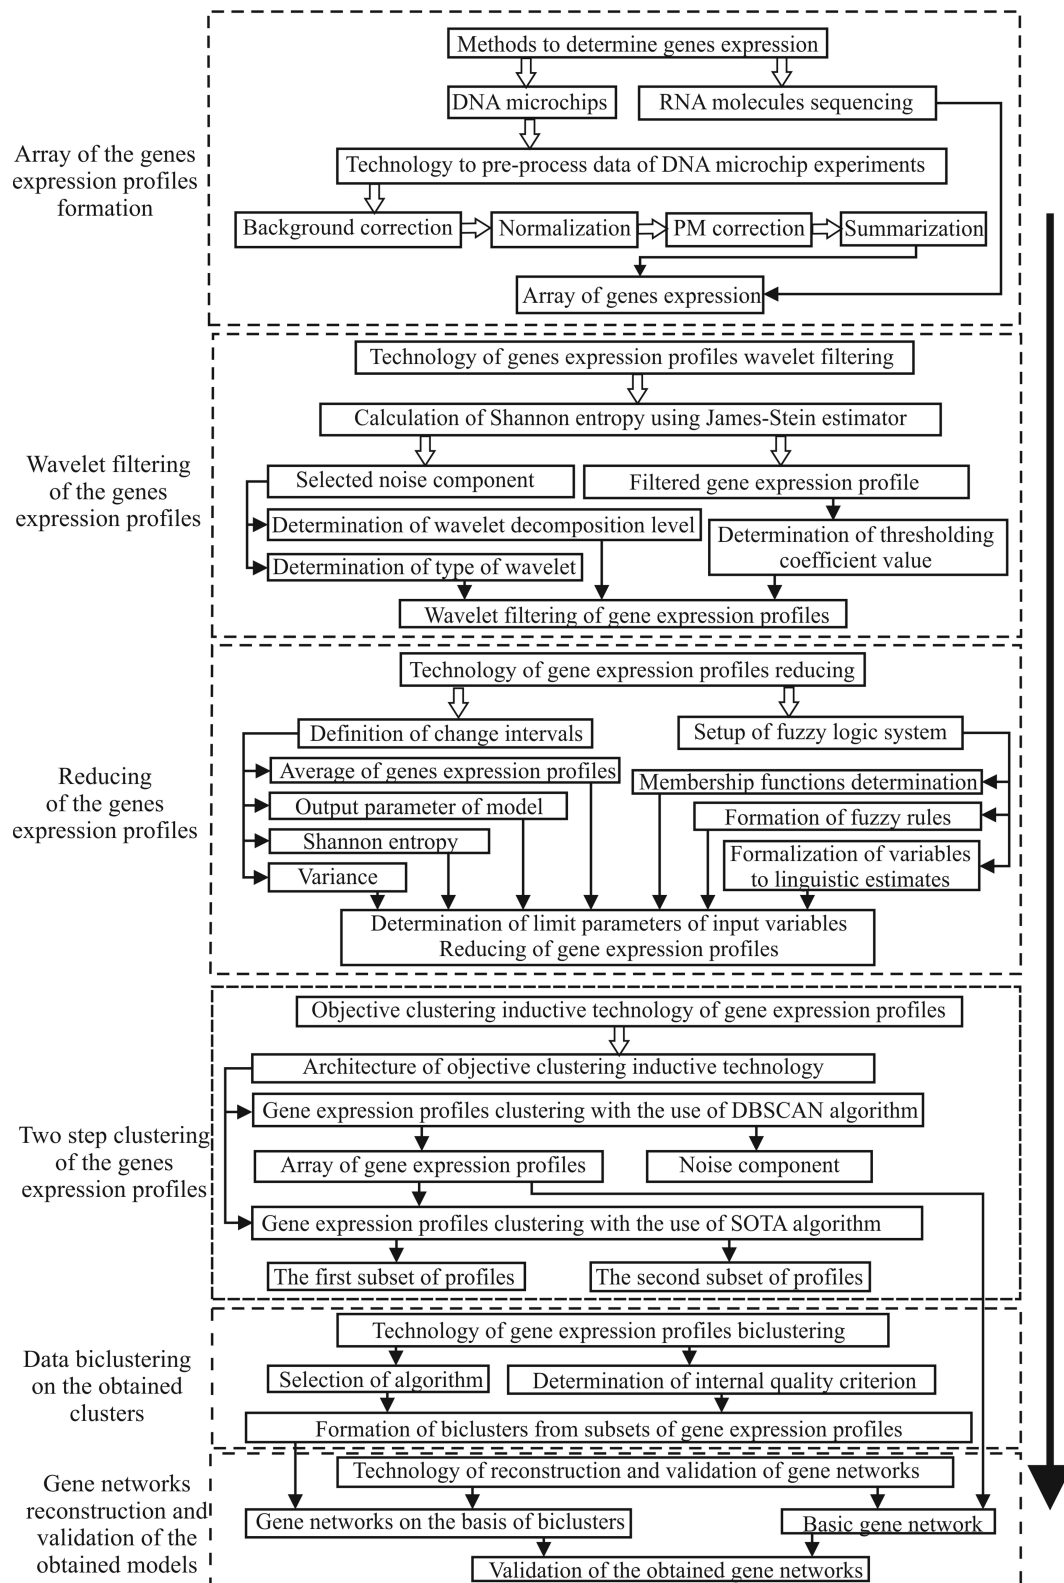 Methods to determine genes expression
DNA microchips
RNA molecules sequencing
Array of the genes
expression profiles
formation
Technology to pre-process data of DNA microchip experiments
Background correction
Normalization
PM correction
Summarization
Array of genes expression
Technology of genes expression profiles wavelet filtering
Calculation of Shannon entropy using James-Stein estimator
Wavelet filtering
of the genes
expression profiles
Selected noise component
Filtered gene expression profile
Determination of wavelet decomposition level
Determination of thresholding
coefficient value
Determination of type of wavelet
Wavelet filtering of gene expression profiles
Technology of gene expression profiles reducing
Definition of change intervals
Setup of fuzzy logic system
Reducing
of the genes
expression profiles
Average of genes expression profiles
Membership functions determination
Output parameter of model
Formation of fuzzy rules
Shannon entropy
Formalization of variables
to linguistic estimates
Variance
Determination of limit parameters of input variables
Reducing of gene expression profiles
Objective clustering inductive technology of gene expression profiles
Architecture of objective clustering inductive technology
Two step clustering
of the genes
expression profiles
Gene expression profiles clustering with the use of DBSCAN algorithm
Array of gene expression profiles
Noise component
Gene expression profiles clustering with the use of SOTA algorithm
The first subset of profiles
The second subset of profiles
Technology of gene expression profiles biclustering
Data biclustering
on the obtained
clusters
Selection of algorithm
Determination of internal quality criterion
Formation of biclusters from subsets of gene expression profiles
Technology of reconstruction and validation of gene networks
Gene networks
reconstruction and
validation of the
obtained models
Gene networks on the basis of biclusters
Basic gene network
Validation of the obtained gene networks